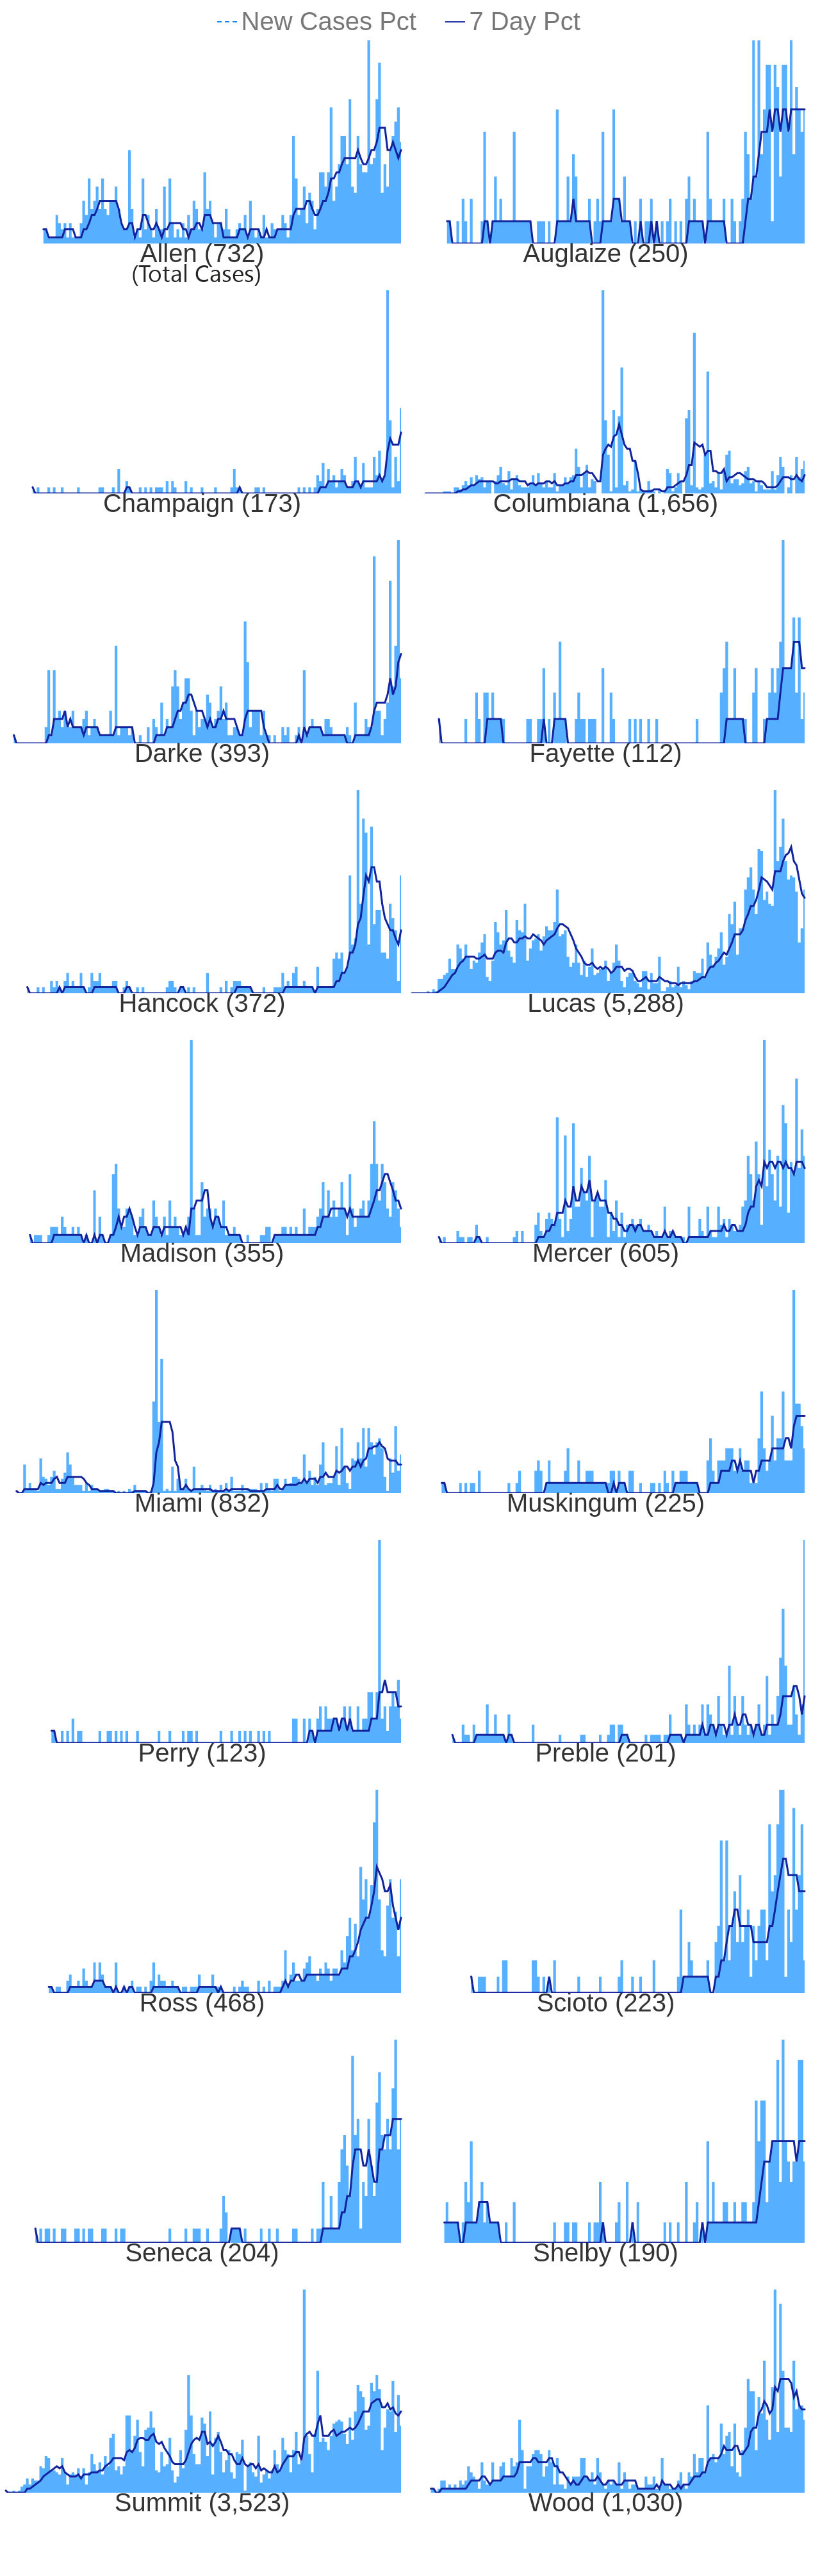 New Cases Pct 7 Day Pct
Allen (732) Auglaize (250)
(Total Cases)
Champaign (173) Columbiana (1,656)
Darke (393) Fayette (112)
Hancock (372) Lucas (5,288)
Madison (355) Mercer (605)
Miami (832) Muskingum (225)
Perry (123) Preble (201)
Ross (468) Scioto (223)
Seneca (204) Shelby (190)
Summit (3,523) Wood (1,030)